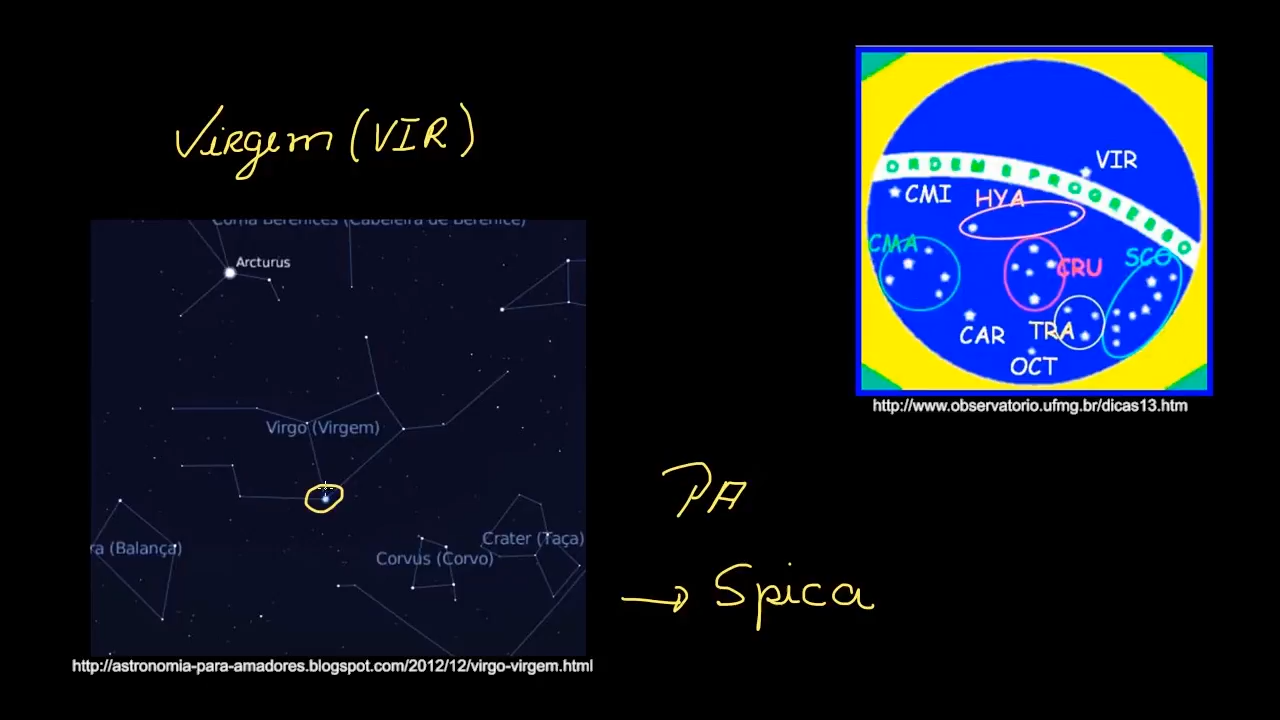 Virgem (VIR)
Coma Berenices (Cabeleira de Berenice)
Arcturus
Virgo (Virgem)
ra (Balança)
Corvus (Corvo)
Crater (Taça)
http://astronomia-para-amadores.blogspot.com/2012/12/virgo-virgem.html
ORDEM E PROGRESSO
VIR
CMI
HYA
CMA
CRU
SCO
CAR
TRA
OCT
http://www.observatorio.ufmg.br/dicas13.htm
PA
→ Spica